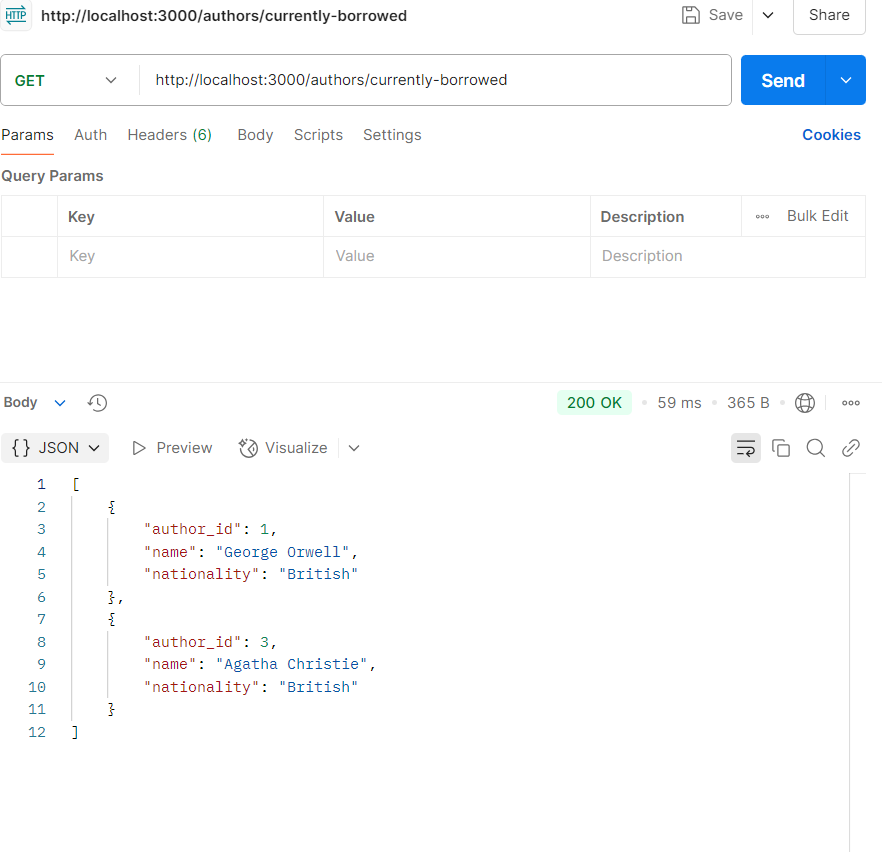 HTTP http://localhost:3000/authors/currently-borrowed Save Share
GET http://localhost:3000/authors/currently-borrowed Send
Params Auth Headers (6) Body Scripts Settings Cookies
Query Params
Key Value Description Bulk Edit
Key Value Description
Body 200 OK 59 ms 365 B
{} JSON Preview Visualize
1 [
2 {
3 "author_id": 1,
4 "name": "George Orwell",
5 "nationality": "British"
6 },
7 {
8 "author_id": 3,
9 "name": "Agatha Christie",
10 "nationality": "British"
11 }
12 ]